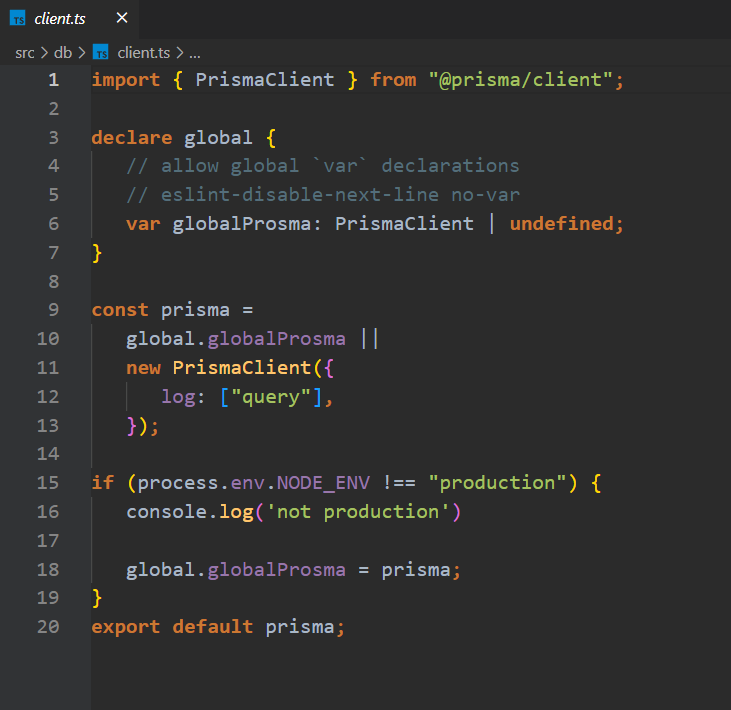 TS client.ts ×
src > db > TS client.ts > ...
1 import { PrismaClient } from "@prisma/client";
2
3 declare global {
4 // allow global `var` declarations
5 // eslint-disable-next-line no-var
6 var globalProsma: PrismaClient | undefined;
7 }
8
9 const prisma =
10 global.globalProsma ||
11 new PrismaClient({
12 log: ["query"],
13 });
14
15 if (process.env.NODE_ENV !== "production") {
16 console.log('not production')
17
18 global.globalProsma = prisma;
19 }
20 export default prisma;